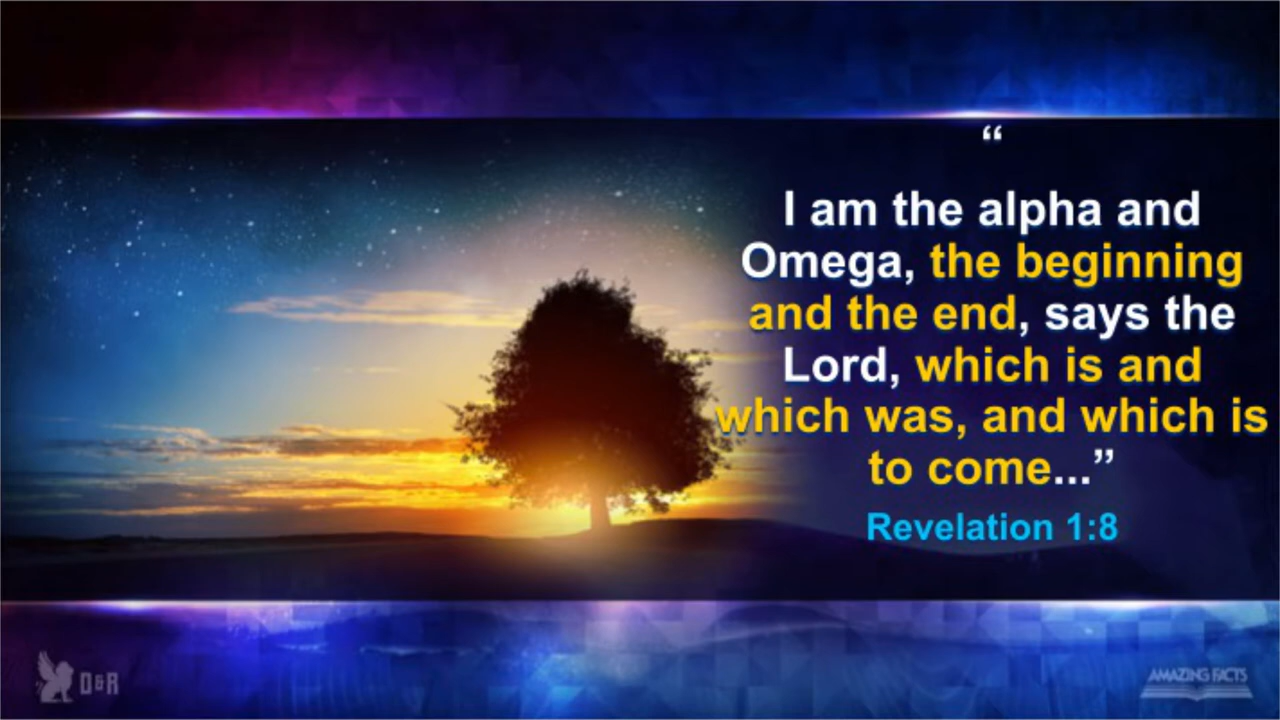 “
I am the alpha and
Omega, the beginning
and the end, says the
Lord, which is and
which was, and which is
to come...”
Revelation 1:8
D&R
AMAZING FACTS